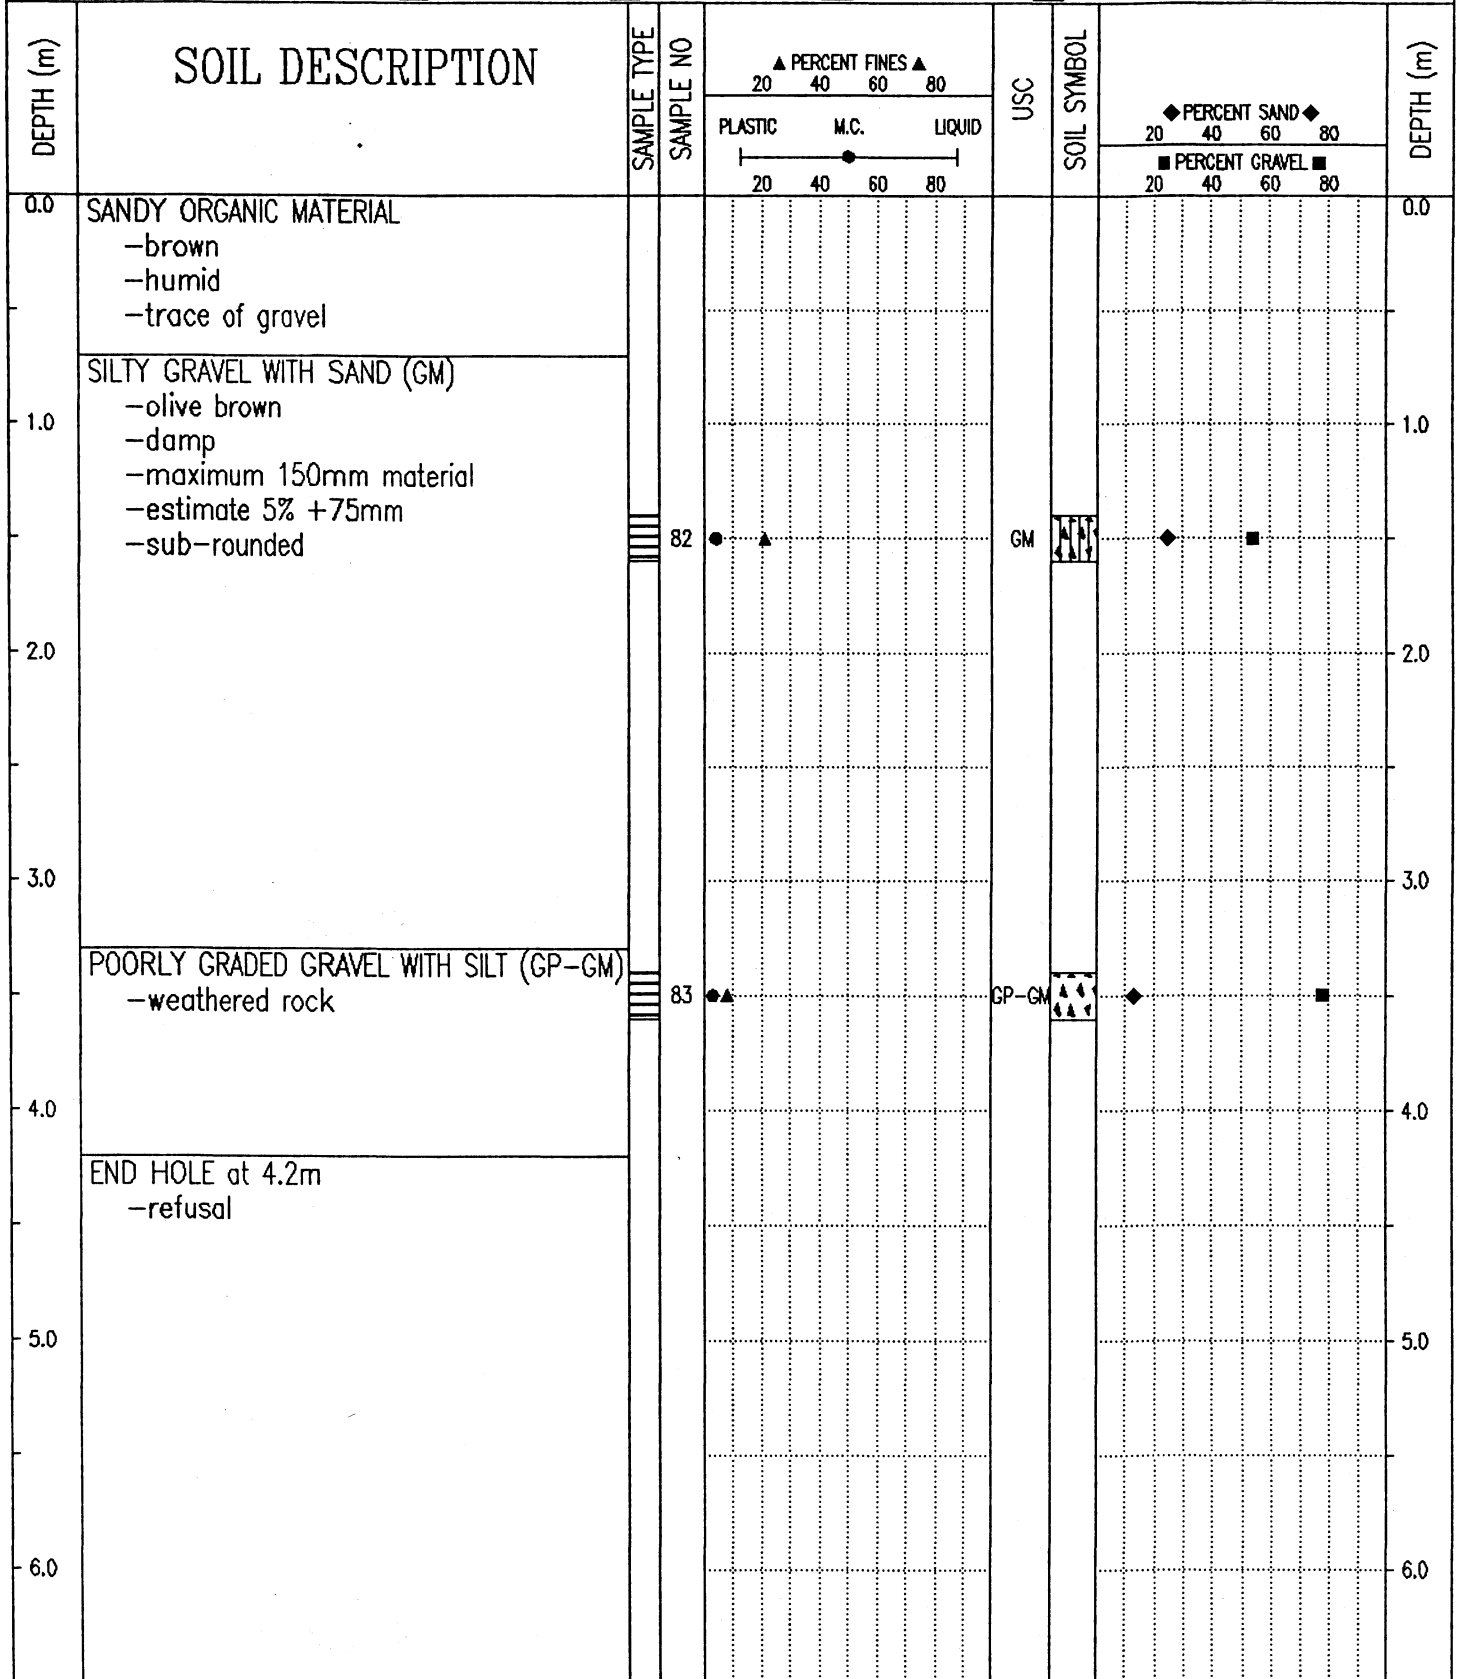 DEPTH (m)
SOIL DESCRIPTION
SAMPLE TYPE
SAMPLE NO
▲ PERCENT FINES ▲
20 40 60 80
PLASTIC M.C. LIQUID
20 40 60 80
USC
SOIL SYMBOL
◆ PERCENT SAND ◆
20 40 60 80
■ PERCENT GRAVEL ■
20 40 60 80
DEPTH (m)
0.0
SANDY ORGANIC MATERIAL
0.0
-brown
-humid
-trace of gravel
SILTY GRAVEL WITH SAND (GM)
-olive brown
1.0
1.0
-damp
-maximum 150mm material
-estimate 5% +75mm
-sub-rounded
82
GM
2.0
2.0
3.0
3.0
POORLY GRADED GRAVEL WITH SILT (GP-GM)
-weathered rock
83
GP-GM
4.0
4.0
END HOLE at 4.2m
-refusal
5.0
5.0
6.0
6.0